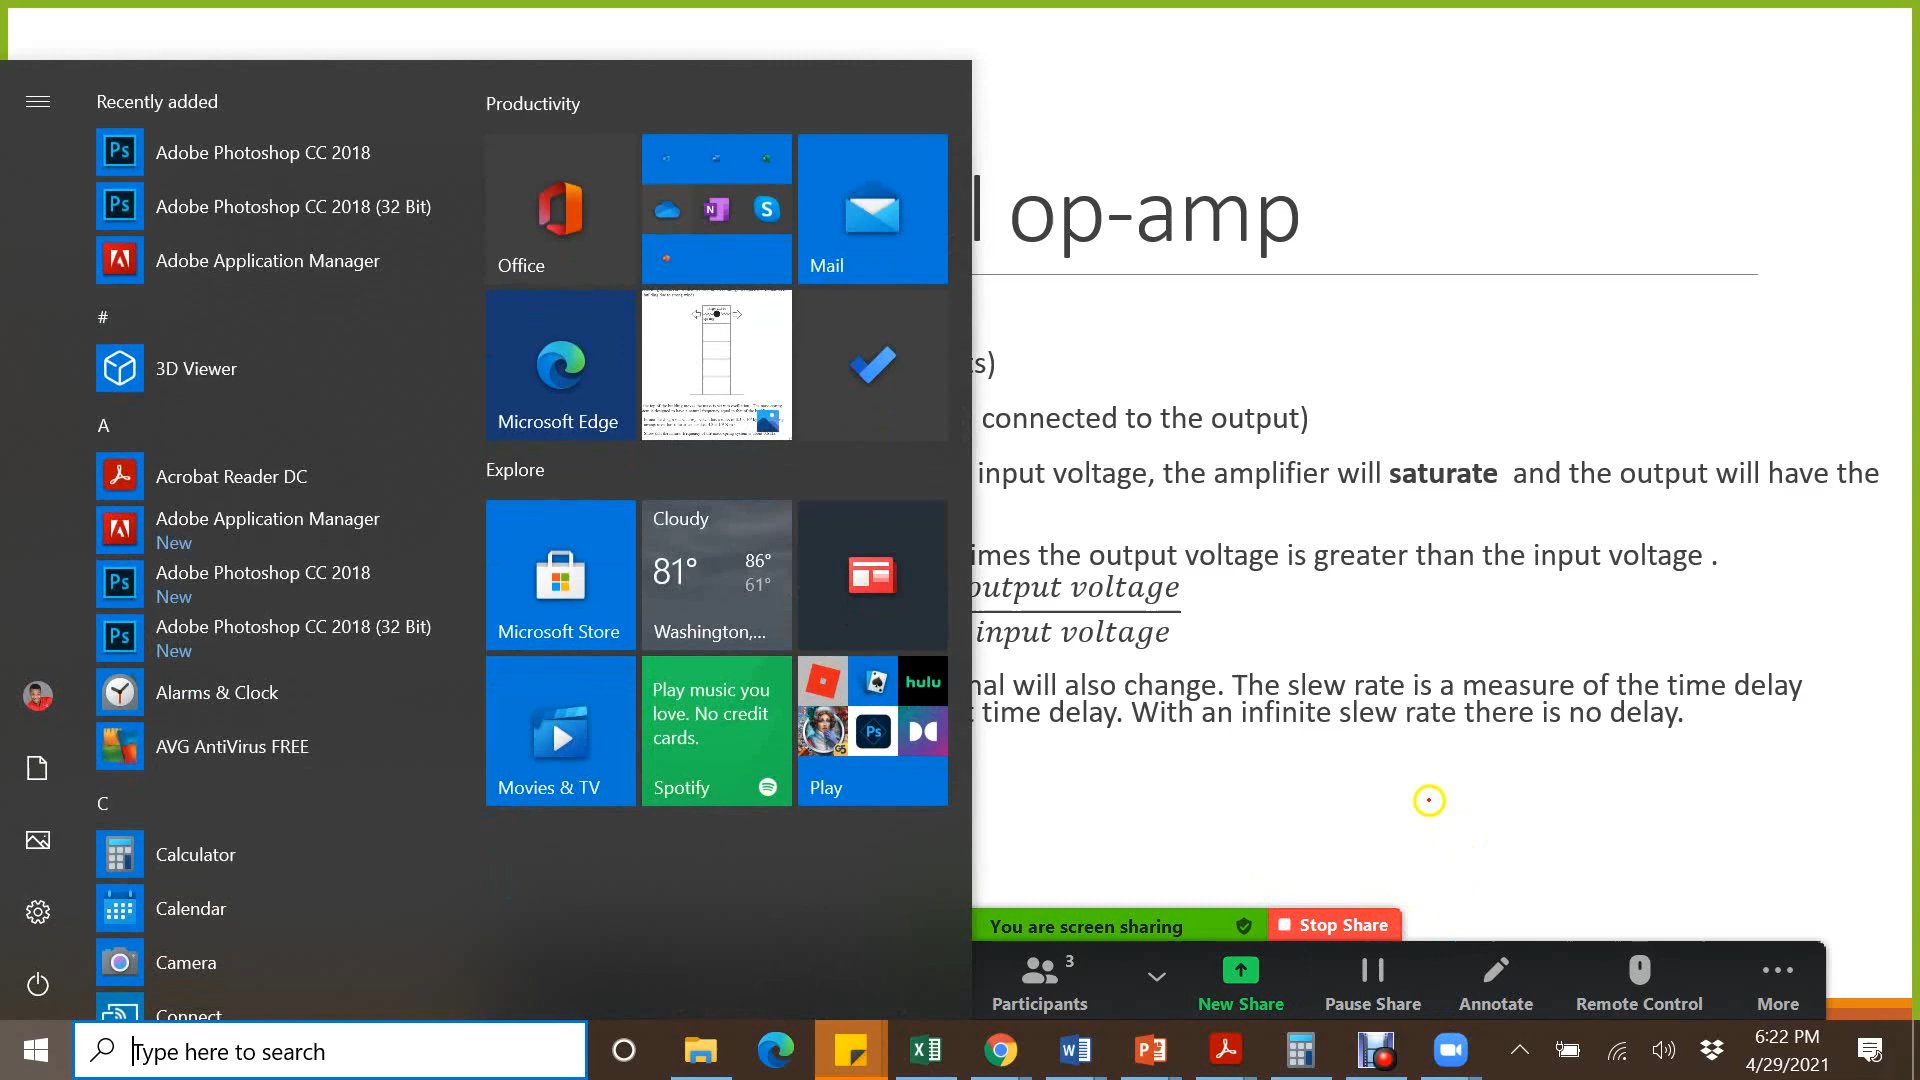 Recently added
Adobe Photoshop CC 2018
Adobe Photoshop CC 2018 (32 Bit)
Adobe Application Manager
#
3D Viewer
A
Acrobat Reader DC
Adobe Application Manager
New
Adobe Photoshop CC 2018
New
Adobe Photoshop CC 2018 (32 Bit)
New
Alarms & Clock
AVG AntiVirus FREE
C
Calculator
Calendar
Camera
Connect
Productivity
Office
Mail
Microsoft Edge
Explore
Microsoft Store
Cloudy
81° 86°
61°
Washington,...
Movies & TV
Play music you
love. No credit
cards.
Spotify
hulu
Play
op-amp
connected to the output)
input voltage, the amplifier will saturate and the output will have the
imes the output voltage is greater than the input voltage .
output voltage
input voltage
nal will also change. The slew rate is a measure of the time delay
time delay. With an infinite slew rate there is no delay.
You are screen sharing
Stop Share
3
Participants
New Share
Pause Share
Annotate
Remote Control
More
Type here to search
6:22 PM
4/29/2021